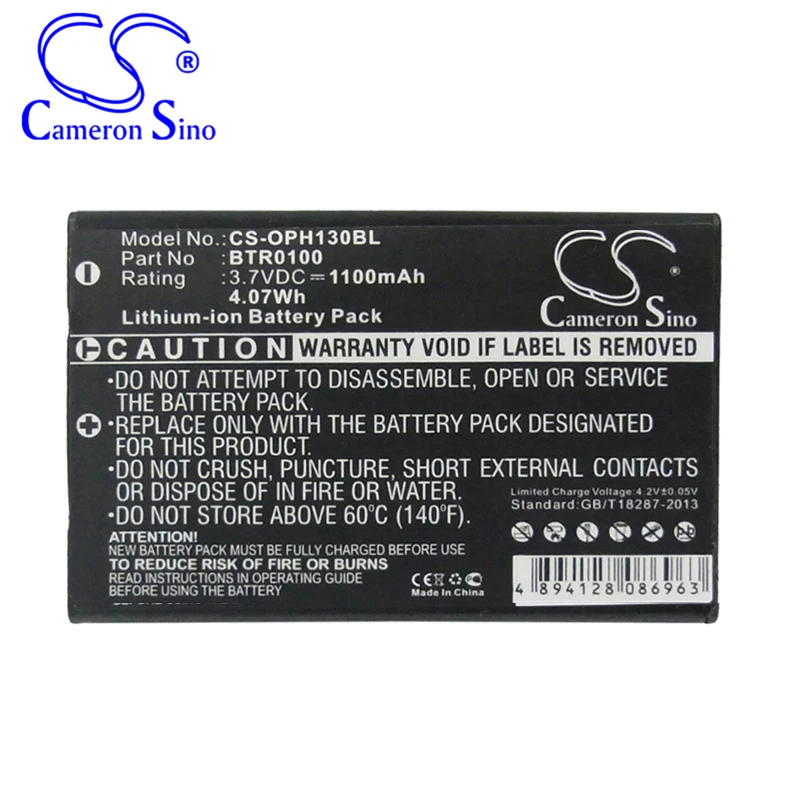 CS®
Cameron Sino
Model No.: CS-OPH130BL
Part No : BTR0100
Rating : 3.7VDC⎓1100mAh
4.07Wh
Lithium-ion Battery Pack
CS®
Cameron Sino
CAUTION WARRANTY VOID IF LABEL IS REMOVED
•DO NOT ATTEMPT TO DISASSEMBLE, OPEN OR SERVICE
THE BATTERY PACK.
•REPLACE ONLY WITH THE BATTERY PACK DESIGNATED
FOR THIS PRODUCT.
•DO NOT CRUSH, PUNCTURE, SHORT EXTERNAL CONTACTS,
OR DISPOSE OF IN FIRE OR WATER.
•DO NOT STORE ABOVE 60°C (140°F).
Limited Charge Voltage:4.2V±0.05V
Standard:GB/T18287-2013
ATTENTION!
NEW BATTERY PACK MUST BE FULLY CHARGED BEFORE USE.
TO REDUCE RISK OF FIRE OR BURNS
READ INSTRUCTION BEFORE OPERATING GUIDE
BEFORE USING THE BATTERY
Made in China
4 894128 086963